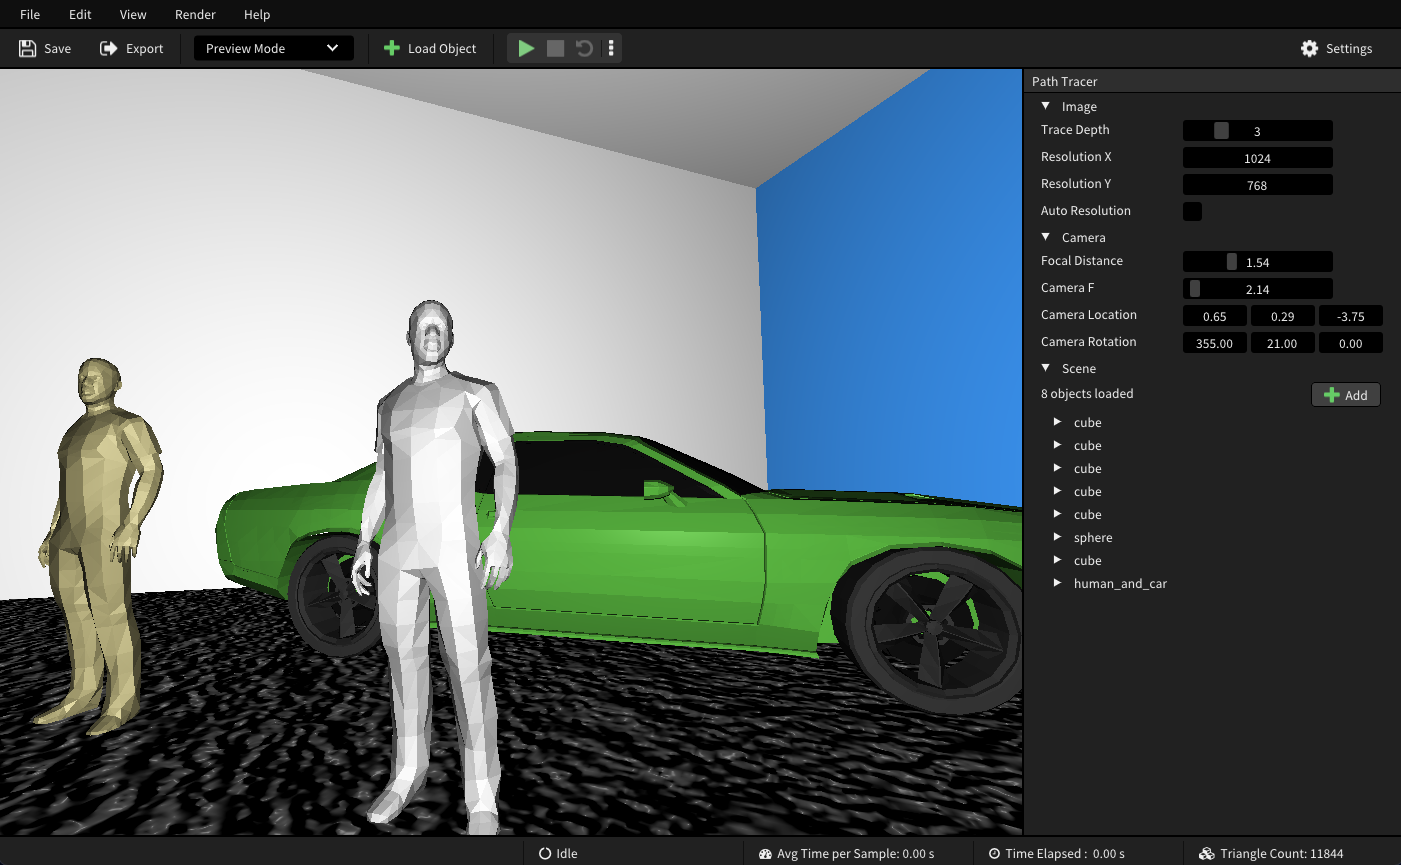 File Edit View Render Help
Save Export Preview Mode Load Object Settings
Path Tracer
Image
Trace Depth 3
Resolution X 1024
Resolution Y 768
Auto Resolution
Camera
Focal Distance 1.54
Camera F 2.14
Camera Location 0.65 0.29 -3.75
Camera Rotation 355.00 21.00 0.00
Scene
8 objects loaded Add
cube
cube
cube
cube
cube
sphere
cube
human_and_car
Idle Avg Time per Sample: 0.00 s Time Elapsed : 0.00 s Triangle Count: 11844